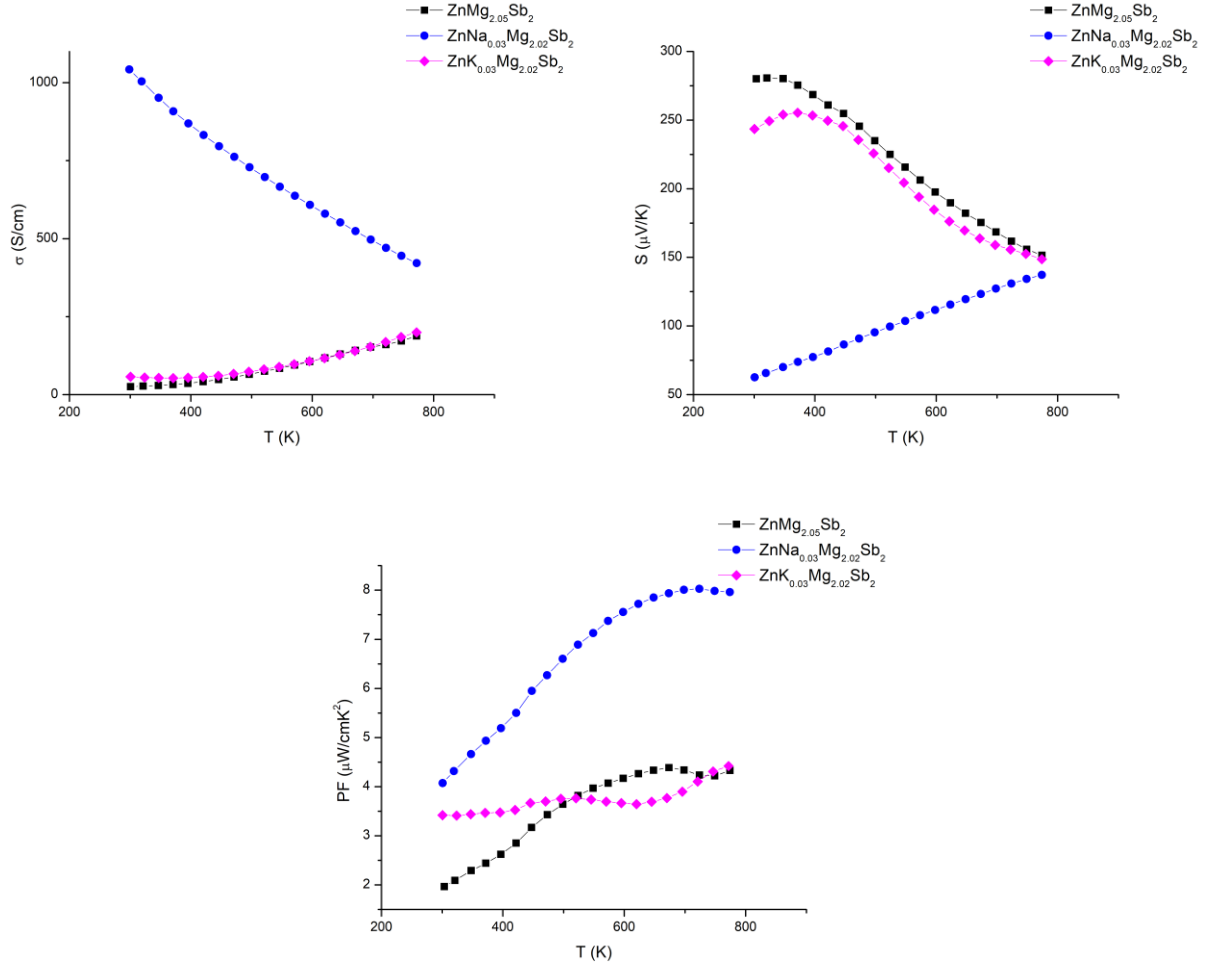 ZnMg2.05Sb2
ZnNa0.03Mg2.02Sb2
ZnK0.03Mg2.02Sb2
1000
500
0
σ (S/cm)
200
400
600
800
T (K)
ZnMg2.05Sb2
ZnNa0.03Mg2.02Sb2
ZnK0.03Mg2.02Sb2
300
250
200
150
100
50
S (μV/K)
200
400
600
800
T (K)
ZnMg2.05Sb2
ZnNa0.03Mg2.02Sb2
ZnK0.03Mg2.02Sb2
8
7
6
5
4
3
2
PF (μW/cmK²)
200
400
600
800
T (K)